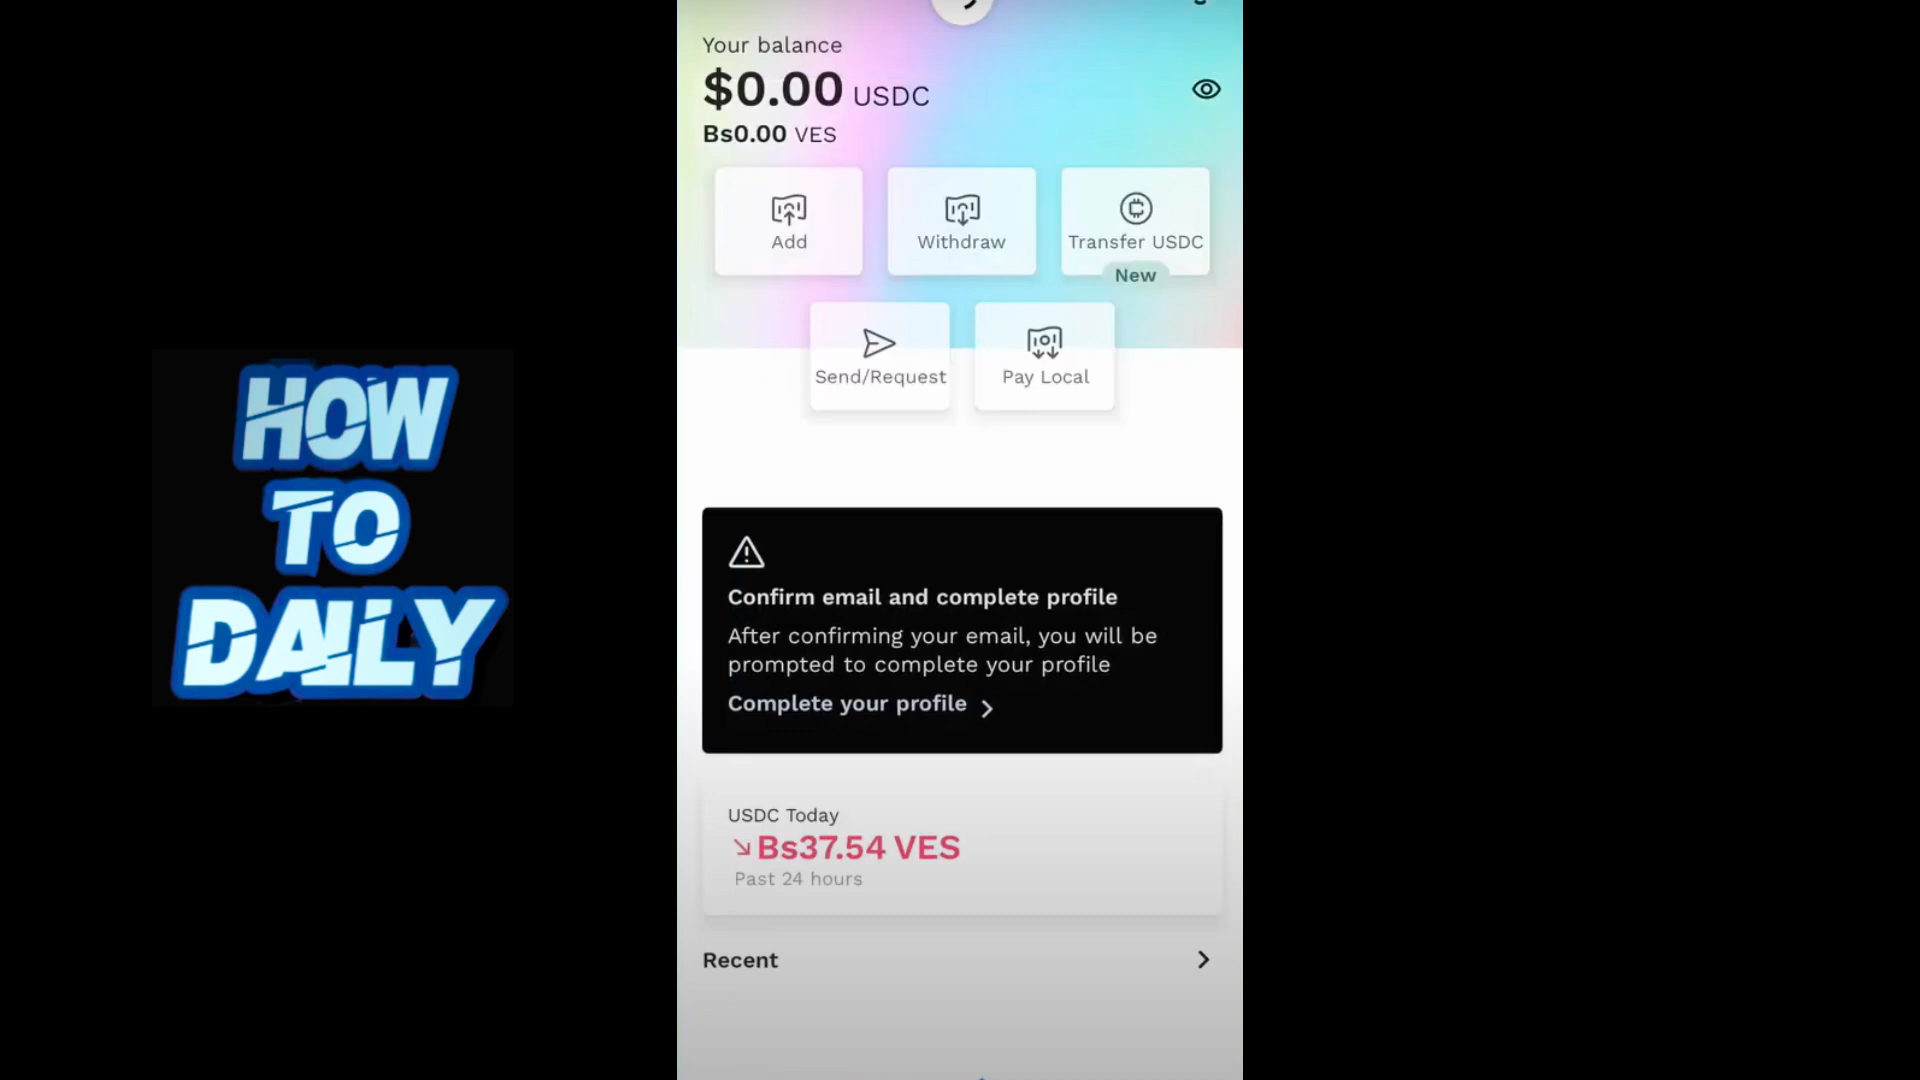 Your balance
$0.00 USDC
Bs0.00 VES
Add
Withdraw
Transfer USDC
New
Send/Request
Pay Local
HOW
TO
DAILY
Confirm email and complete profile
After confirming your email, you will be
prompted to complete your profile
Complete your profile
USDC Today
Bs37.54 VES
Past 24 hours
Recent